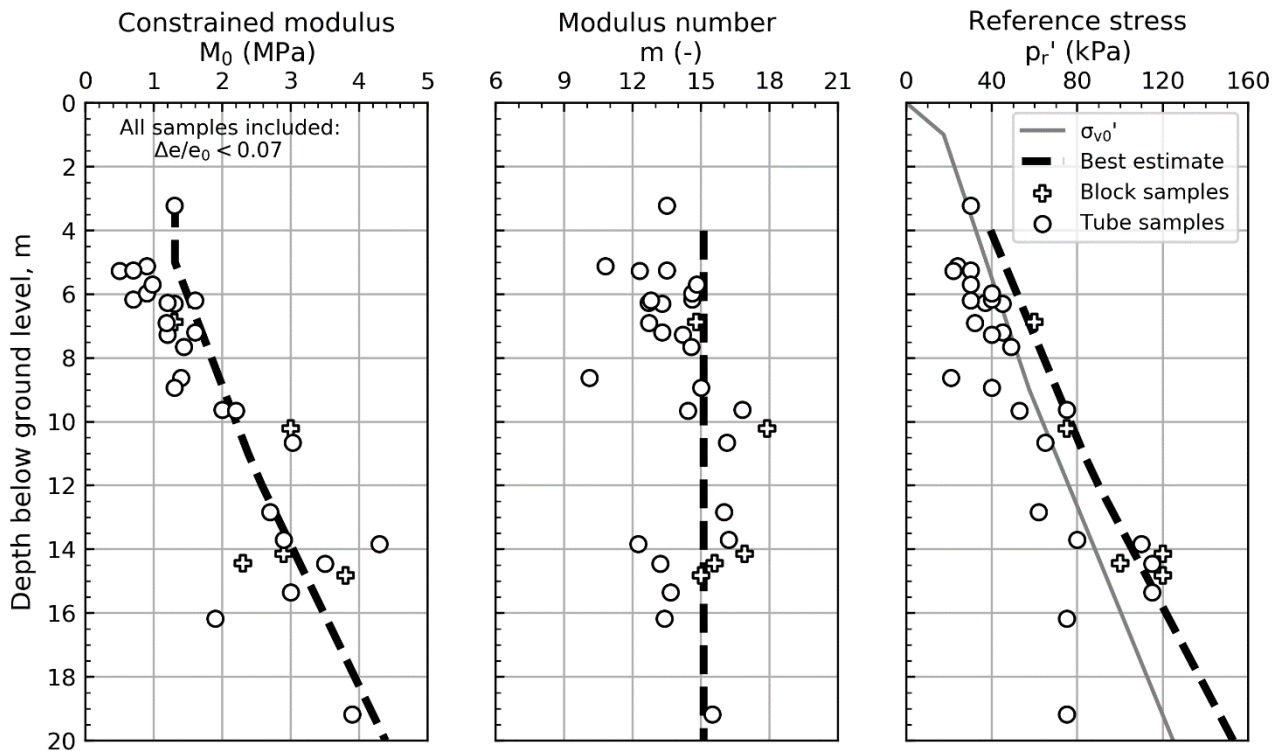 Constrained modulus
M₀ (MPa)
0 1 2 3 4 5
All samples included:
Δe/e₀ < 0.07
Depth below ground level, m
0
2
4
6
8
10
12
14
16
18
20
Modulus number
m (-)
6 9 12 15 18 21
Reference stress
pᵣ' (kPa)
0 40 80 120 160
σᵥ₀'
Best estimate
Block samples
Tube samples